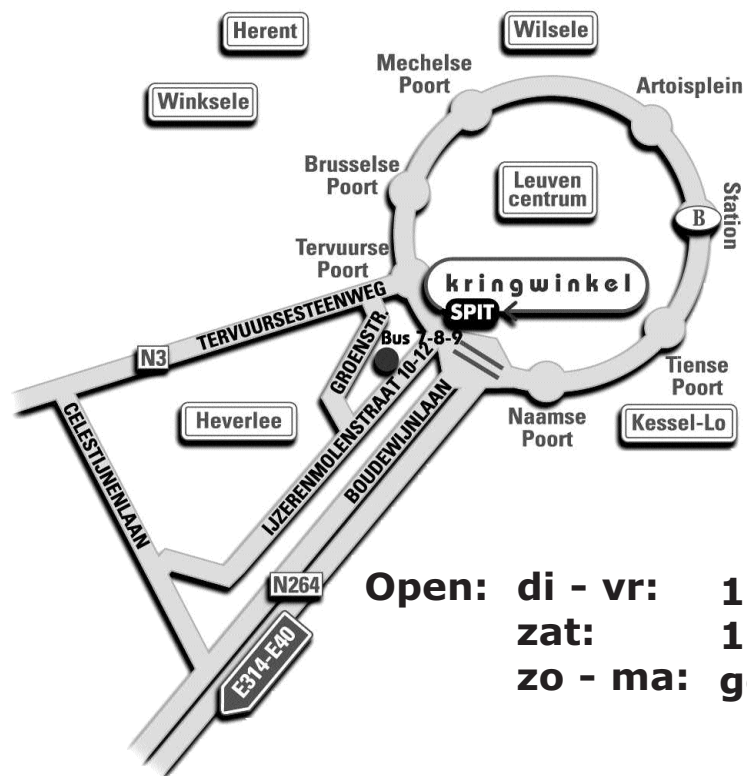 Herent
Wilsele
Mechelse
Poort
Artoisplein
Winksele
Brusselse
Poort
Leuven
centrum
Station
B
Tervuurse
Poort
kringwinkel
SPIT
TERVUURSESTEENWEG
N3
GROENSTR.
Bus 7-8-9
Tiense
Poort
CELESTIJNENLAAN
Heverlee
IJZERENMOLENSTRAAT 10-12
BOUDEWIJNLAAN
Naamse
Poort
Kessel-Lo
N264
E314-E40
Open: di - vr: 1
zat: 1
zo - ma: g